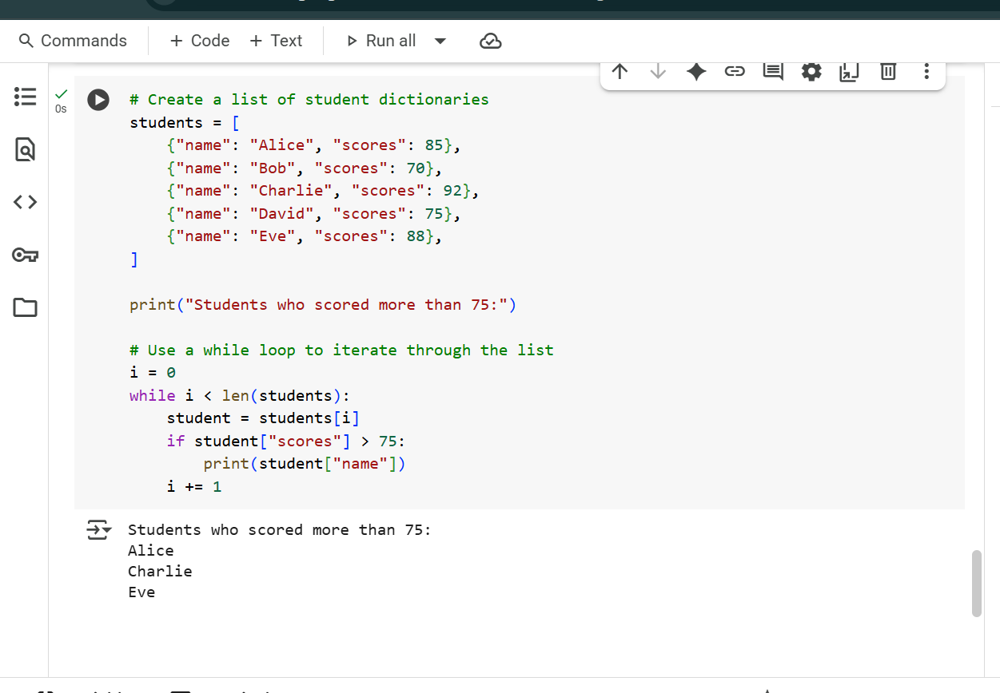 Commands + Code + Text Run all
0s
# Create a list of student dictionaries
students = [
    {"name": "Alice", "scores": 85},
    {"name": "Bob", "scores": 70},
    {"name": "Charlie", "scores": 92},
    {"name": "David", "scores": 75},
    {"name": "Eve", "scores": 88},
]
print("Students who scored more than 75:")
# Use a while loop to iterate through the list
i = 0
while i < len(students):
    student = students[i]
    if student["scores"] > 75:
        print(student["name"])
    i += 1
Students who scored more than 75:
Alice
Charlie
Eve